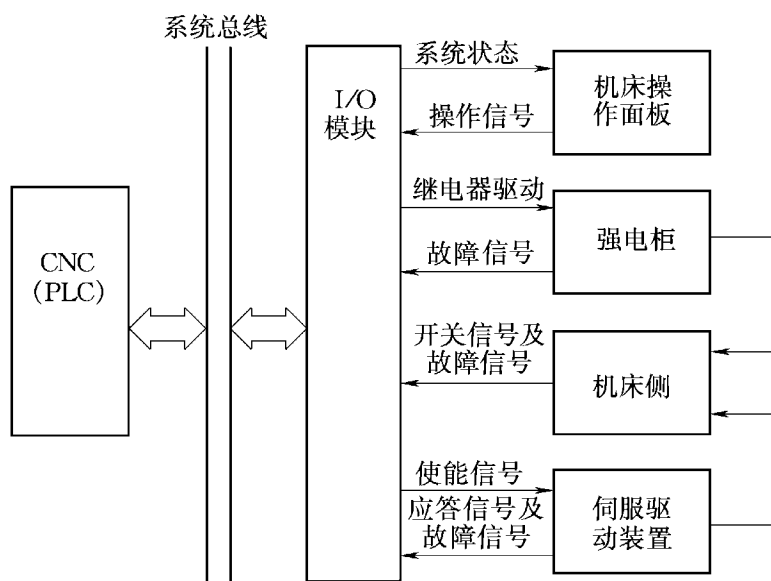 系统总线
系统状态
I/O
模块
机床操
作面板
操作信号
继电器驱动
强电柜
故障信号
CNC
(PLC)
开关信号及
故障信号
机床侧
使能信号
应答信号及
故障信号
伺服驱
动装置